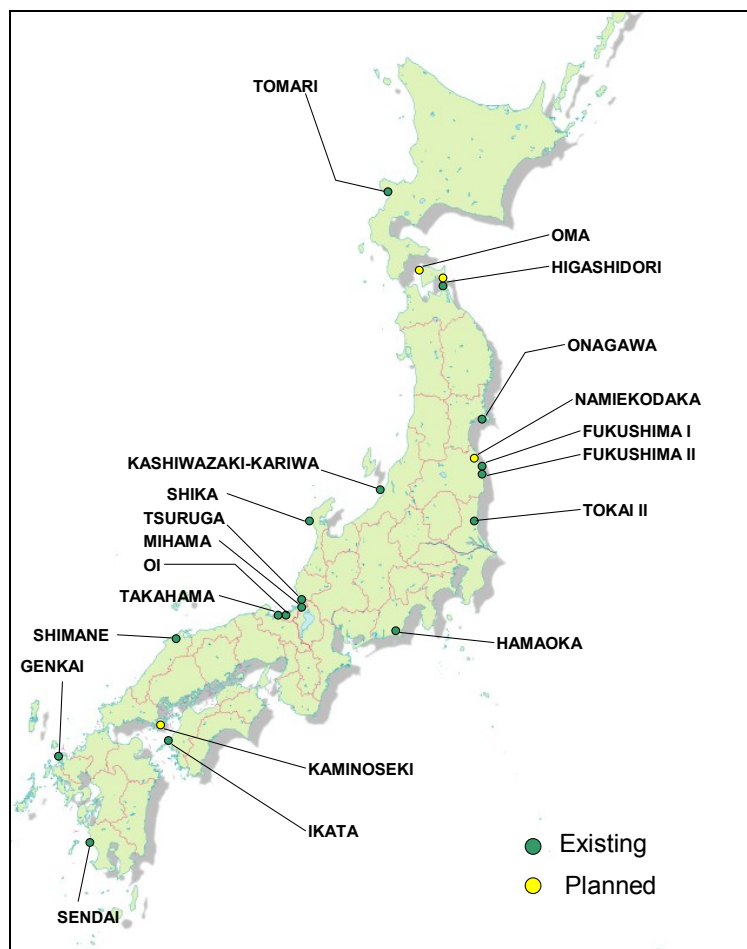 TOMARI
OMA
HIGASHIDORI
ONAGAWA
NAMIEKODAKA
FUKUSHIMA I
FUKUSHIMA II
KASHIWAZAKI-KARIWA
SHIKA
TSURUGA
MIHAMA
OI
TAKAHAMA
TOKAI II
SHIMANE
HAMAOKA
GENKAI
KAMINOSEKI
IKATA
SENDAI
Existing
Planned